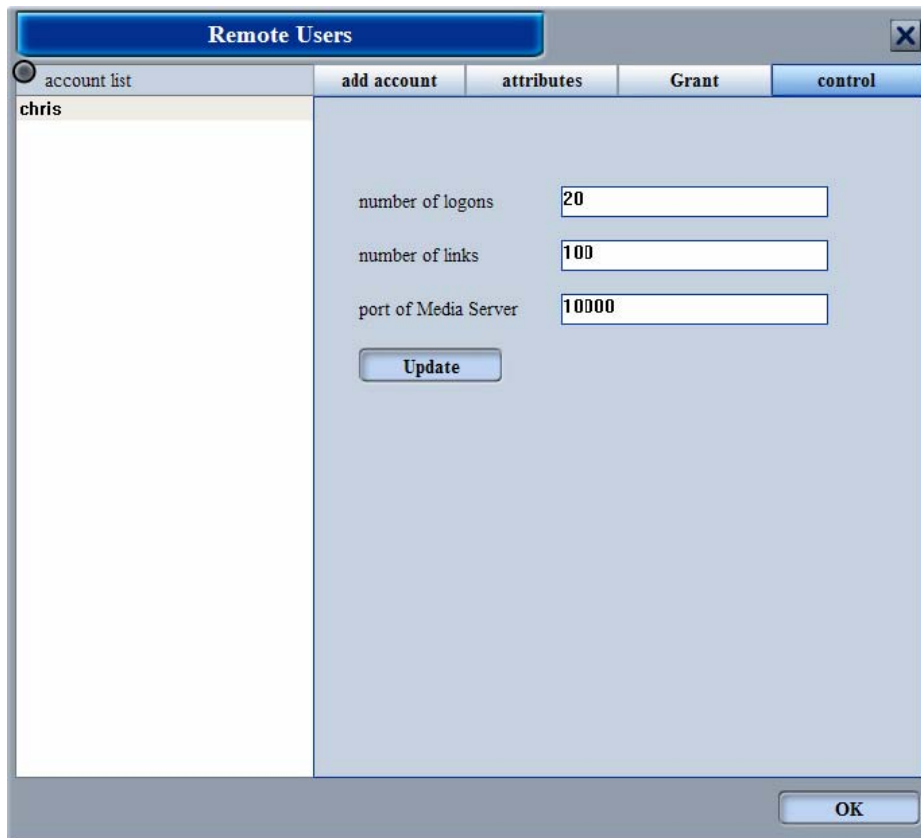 Remote Users
X
account list
add account
attributes
Grant
control
chris
number of logons
20
number of links
100
port of Media Server
10000
Update
OK